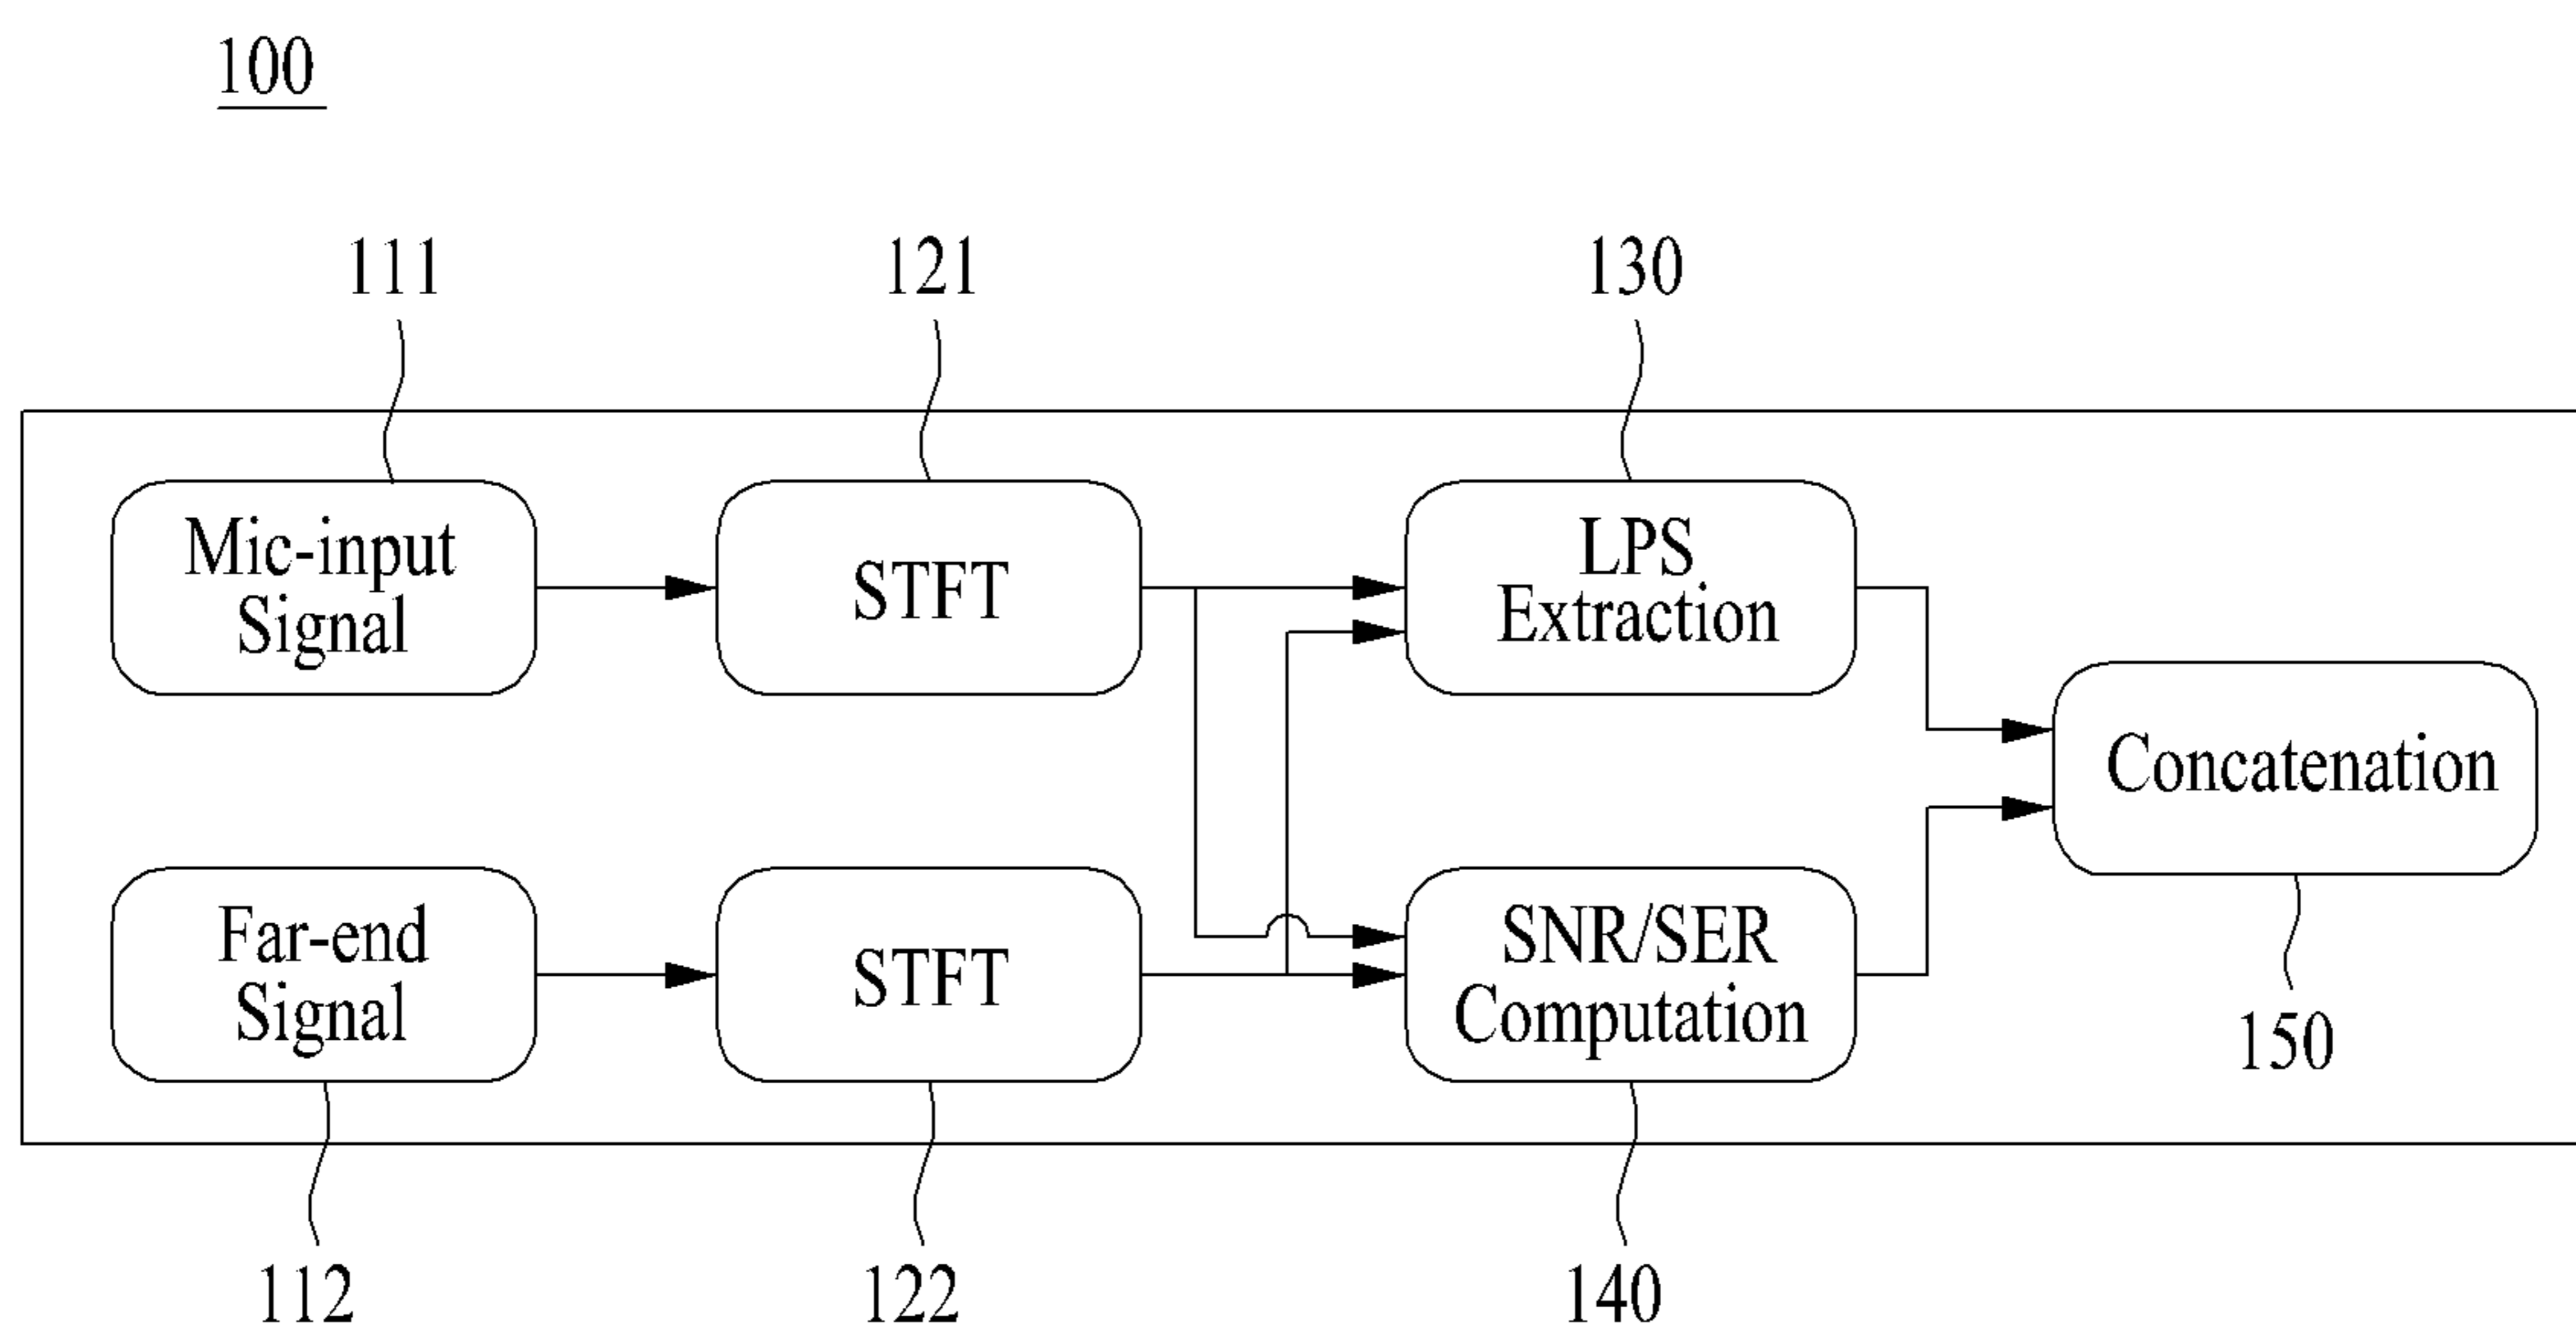 100
111
121
130
Mic-input
Signal
STFT
LPS
Extraction
Concatenation
Far-end
Signal
STFT
SNR/SER
Computation
150
112
122
140